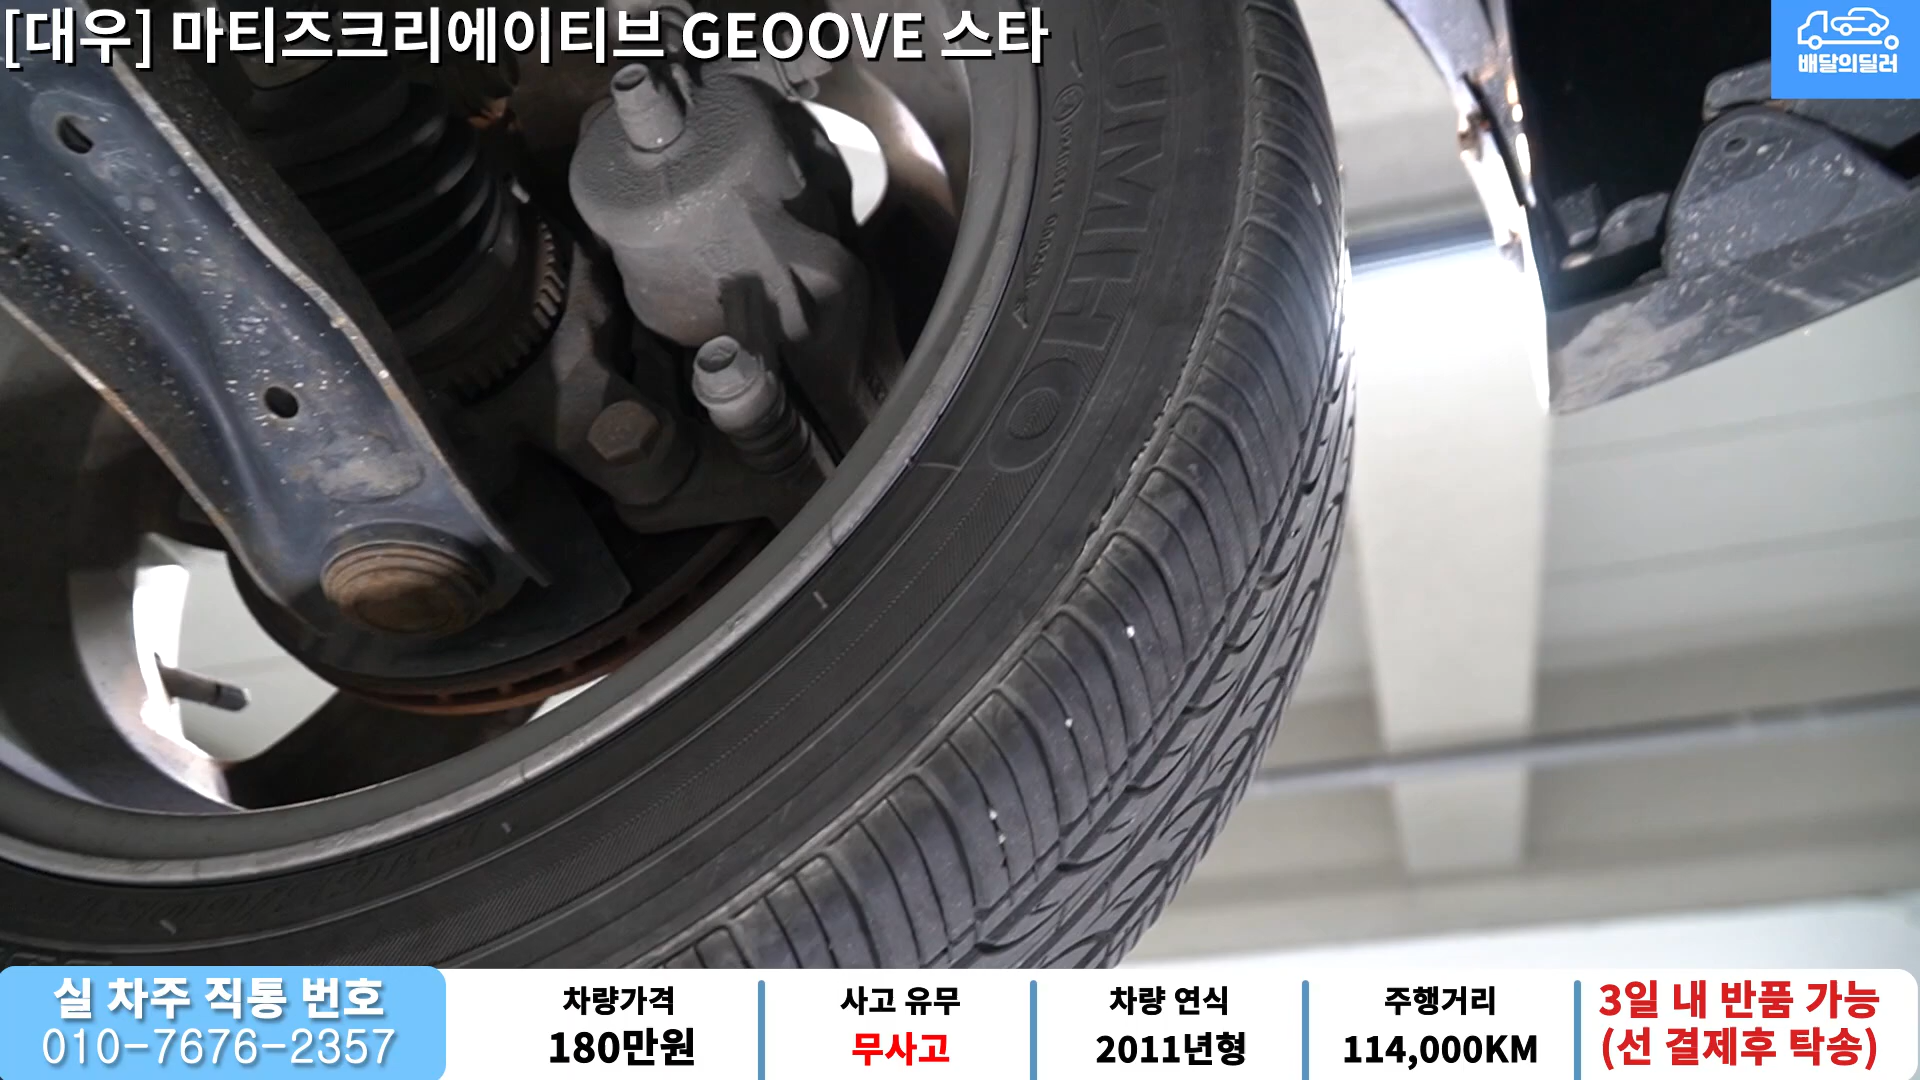 [대우] 마티즈크리에이티브 GEOOVE 스타
배달의딜러
KUMHO
실 차주 직통 번호
010-7676-2357
차량가격
180만원
사고 유무
무사고
차량 연식
2011년형
주행거리
114,000KM
3일 내 반품 가능
(선 결제후 탁송)